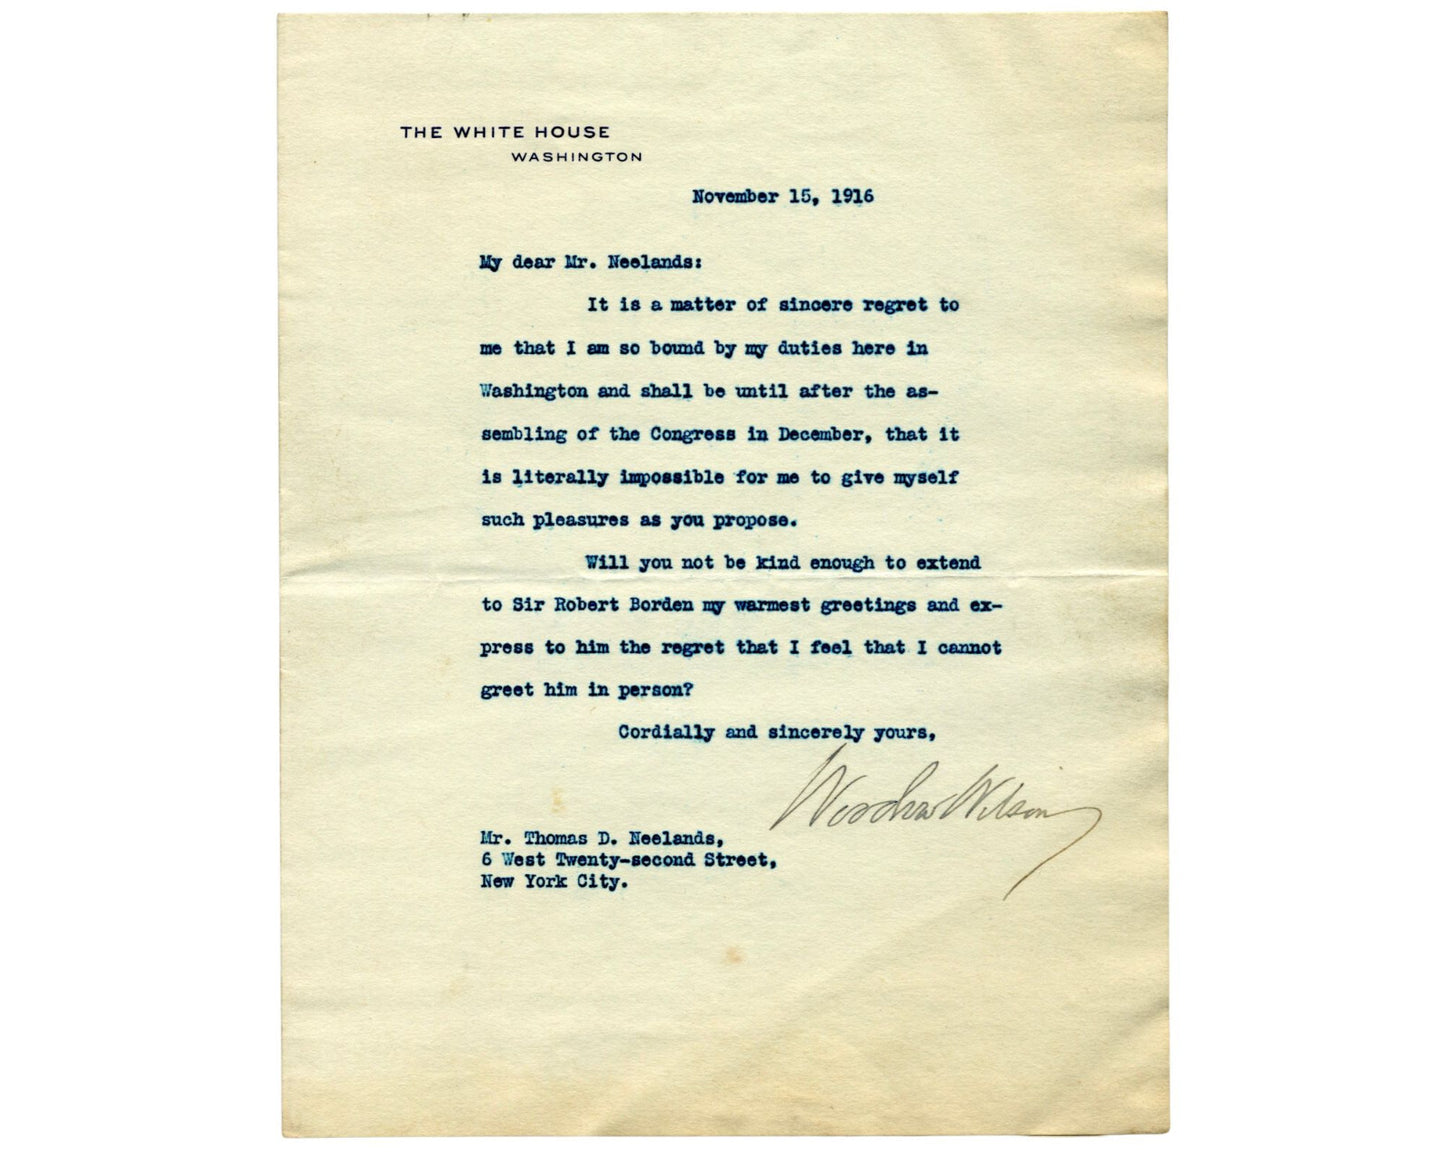 THE WHITE HOUSE
WASHINGTON
November 15, 1916
My dear Mr. Neelands:
It is a matter of sincere regret to
me that I am so bound by my duties here in
Washington and shall be until after the as-
sembling of the Congress in December, that it
is literally impossible for me to give myself
such pleasures as you propose.
Will you not be kind enough to extend
to Sir Robert Borden my warmest greetings and ex-
press to him the regret that I feel that I cannot
greet him in person?
Cordially and sincerely yours,
Woodrow Wilson
Mr. Thomas D. Neelands,
6 West Twenty-second Street,
New York City.